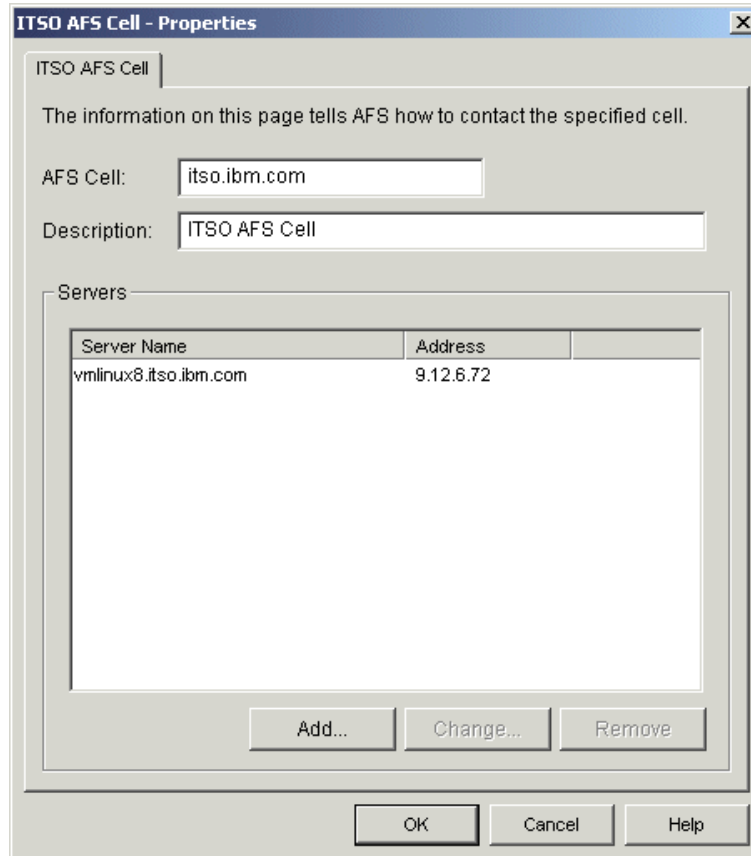 ITSO AFS Cell - Properties
ITSO AFS Cell
The information on this page tells AFS how to contact the specified cell.
AFS Cell: itso.ibm.com
Description: ITSO AFS Cell
Servers
Server Name Address
vmlinux8.itso.ibm.com 9.12.6.72
Add... Change... Remove
OK Cancel Help